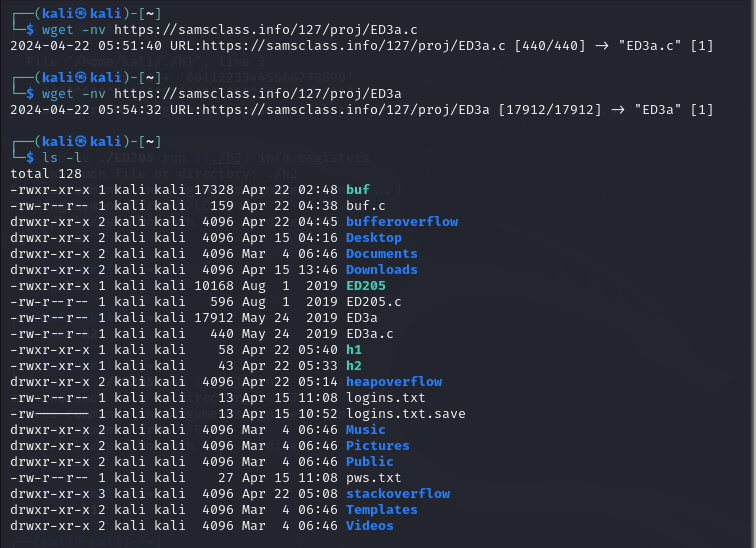 ┌──(kali㉿kali)-[~]
└─$ wget -nv https://samsclass.info/127/proj/ED3a.c
2024-04-22 05:51:40 URL:https://samsclass.info/127/proj/ED3a.c [440/440] -> "ED3a.c" [1]
File "/home/kali/./h1", line 2
'00112233445566778899'
┌──(kali㉿kali)-[~]
└─$ wget -nv https://samsclass.info/127/proj/ED3a
2024-04-22 05:54:32 URL:https://samsclass.info/127/proj/ED3a [17912/17912] -> "ED3a" [1]
┌──(kali㉿kali)-[~]
└─$ ls -l
total 128
-rwxr-xr-x 1 kali kali 17328 Apr 22 02:48 buf
-rw-r--r-- 1 kali kali   159 Apr 22 04:38 buf.c
drwxr-xr-x 2 kali kali  4096 Apr 22 04:45 bufferoverflow
drwxr-xr-x 2 kali kali  4096 Apr 15 04:16 Desktop
drwxr-xr-x 2 kali kali  4096 Mar  4 06:46 Documents
drwxr-xr-x 2 kali kali  4096 Apr 15 13:46 Downloads
-rwxr-xr-x 1 kali kali 10168 Aug  1  2019 ED205
-rw-r--r-- 1 kali kali   596 Aug  1  2019 ED205.c
-rw-r--r-- 1 kali kali 17912 May 24  2019 ED3a
-rw-r--r-- 1 kali kali   440 May 24  2019 ED3a.c
-rwxr-xr-x 1 kali kali    58 Apr 22 05:40 h1
-rwxr-xr-x 1 kali kali    43 Apr 22 05:33 h2
drwxr-xr-x 2 kali kali  4096 Apr 22 05:14 heapoverflow
-rw-r--r-- 1 kali kali    13 Apr 15 11:08 logins.txt
-rw------- 1 kali kali    13 Apr 15 10:52 logins.txt.save
drwxr-xr-x 2 kali kali  4096 Mar  4 06:46 Music
drwxr-xr-x 2 kali kali  4096 Mar  4 06:46 Pictures
drwxr-xr-x 2 kali kali  4096 Mar  4 06:46 Public
-rw-r--r-- 1 kali kali    27 Apr 15 11:08 pws.txt
drwxr-xr-x 3 kali kali  4096 Apr 22 05:08 stackoverflow
drwxr-xr-x 2 kali kali  4096 Mar  4 06:46 Templates
drwxr-xr-x 2 kali kali  4096 Mar  4 06:46 Videos